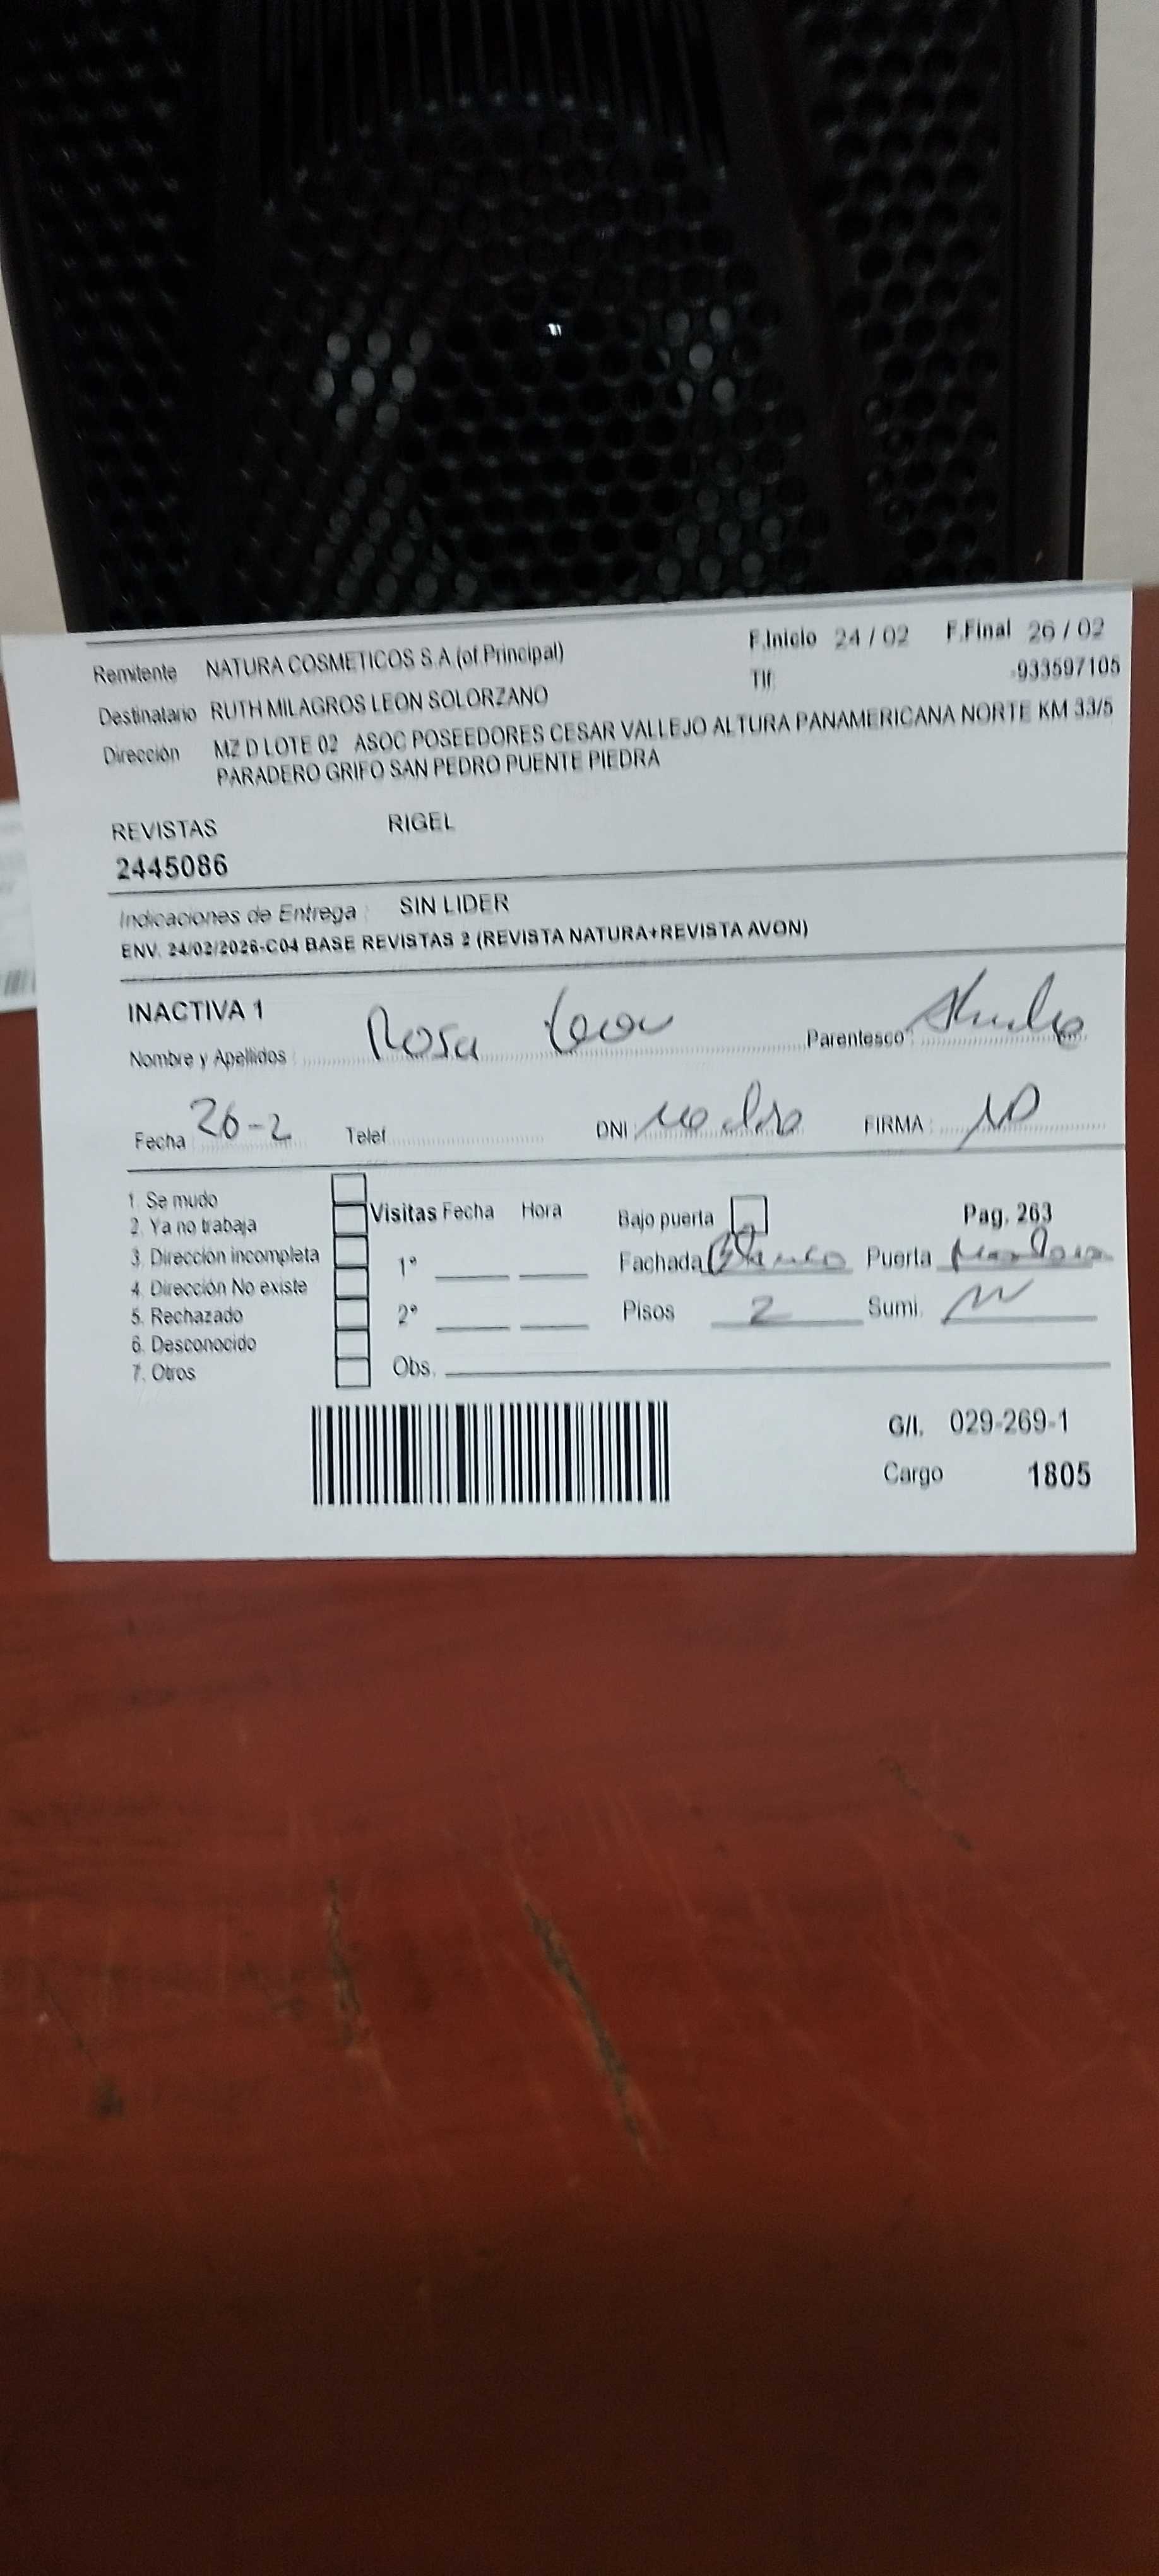 Remitente NATURA COSMETICOS S.A (of.Principal) F.Inicio 24 / 02 F.Final 26 / 02
Tlf: -933597105
Destinatario RUTH MILAGROS LEON SOLORZANO
Dirección MZ D LOTE 02 ASOC POSEEDORES CESAR VALLEJO ALTURA PANAMERICANA NORTE KM 33/5
PARADERO GRIFO SAN PEDRO PUENTE PIEDRA
REVISTAS RIGEL
2445086
Indicaciones de Entrega : SIN LIDER
ENV. 24/02/2026-C04 BASE REVISTAS 2 (REVISTA NATURA+REVISTA AVON)
INACTIVA 1
Nombre y Apellidos : Rosa Leon Parentesco :
Fecha : 26-2 Telef. DNI : FIRMA :
1. Se mudo
2. Ya no trabaja
3. Dirección incompleta
4. Dirección No existe
5. Rechazado
6. Desconocido
7. Otros
Visitas Fecha Hora
1°
2°
Bajo puerta Pag. 263
Fachada Blanco Puerta
Pisos 2 Sumi.
Obs.
G/I. 029-269-1
Cargo 1805